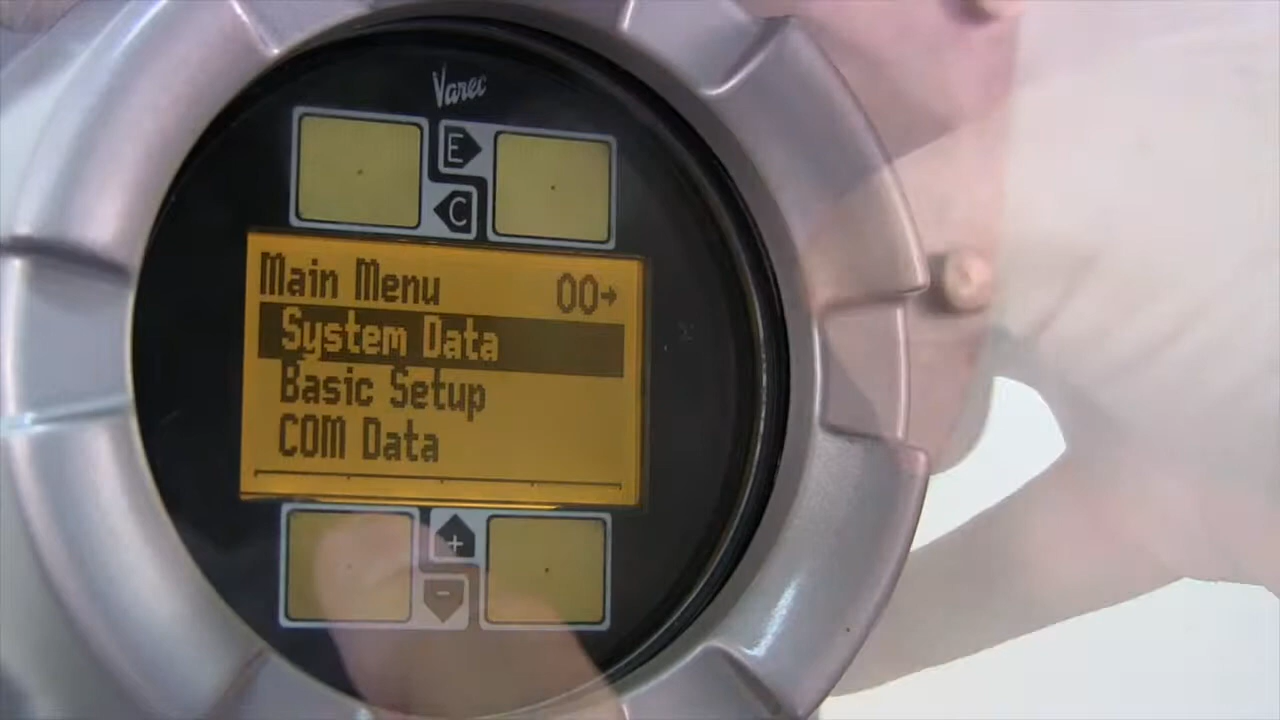 Varec
E
C
Main Menu 00→
System Data
Basic Setup
COM Data
+
-